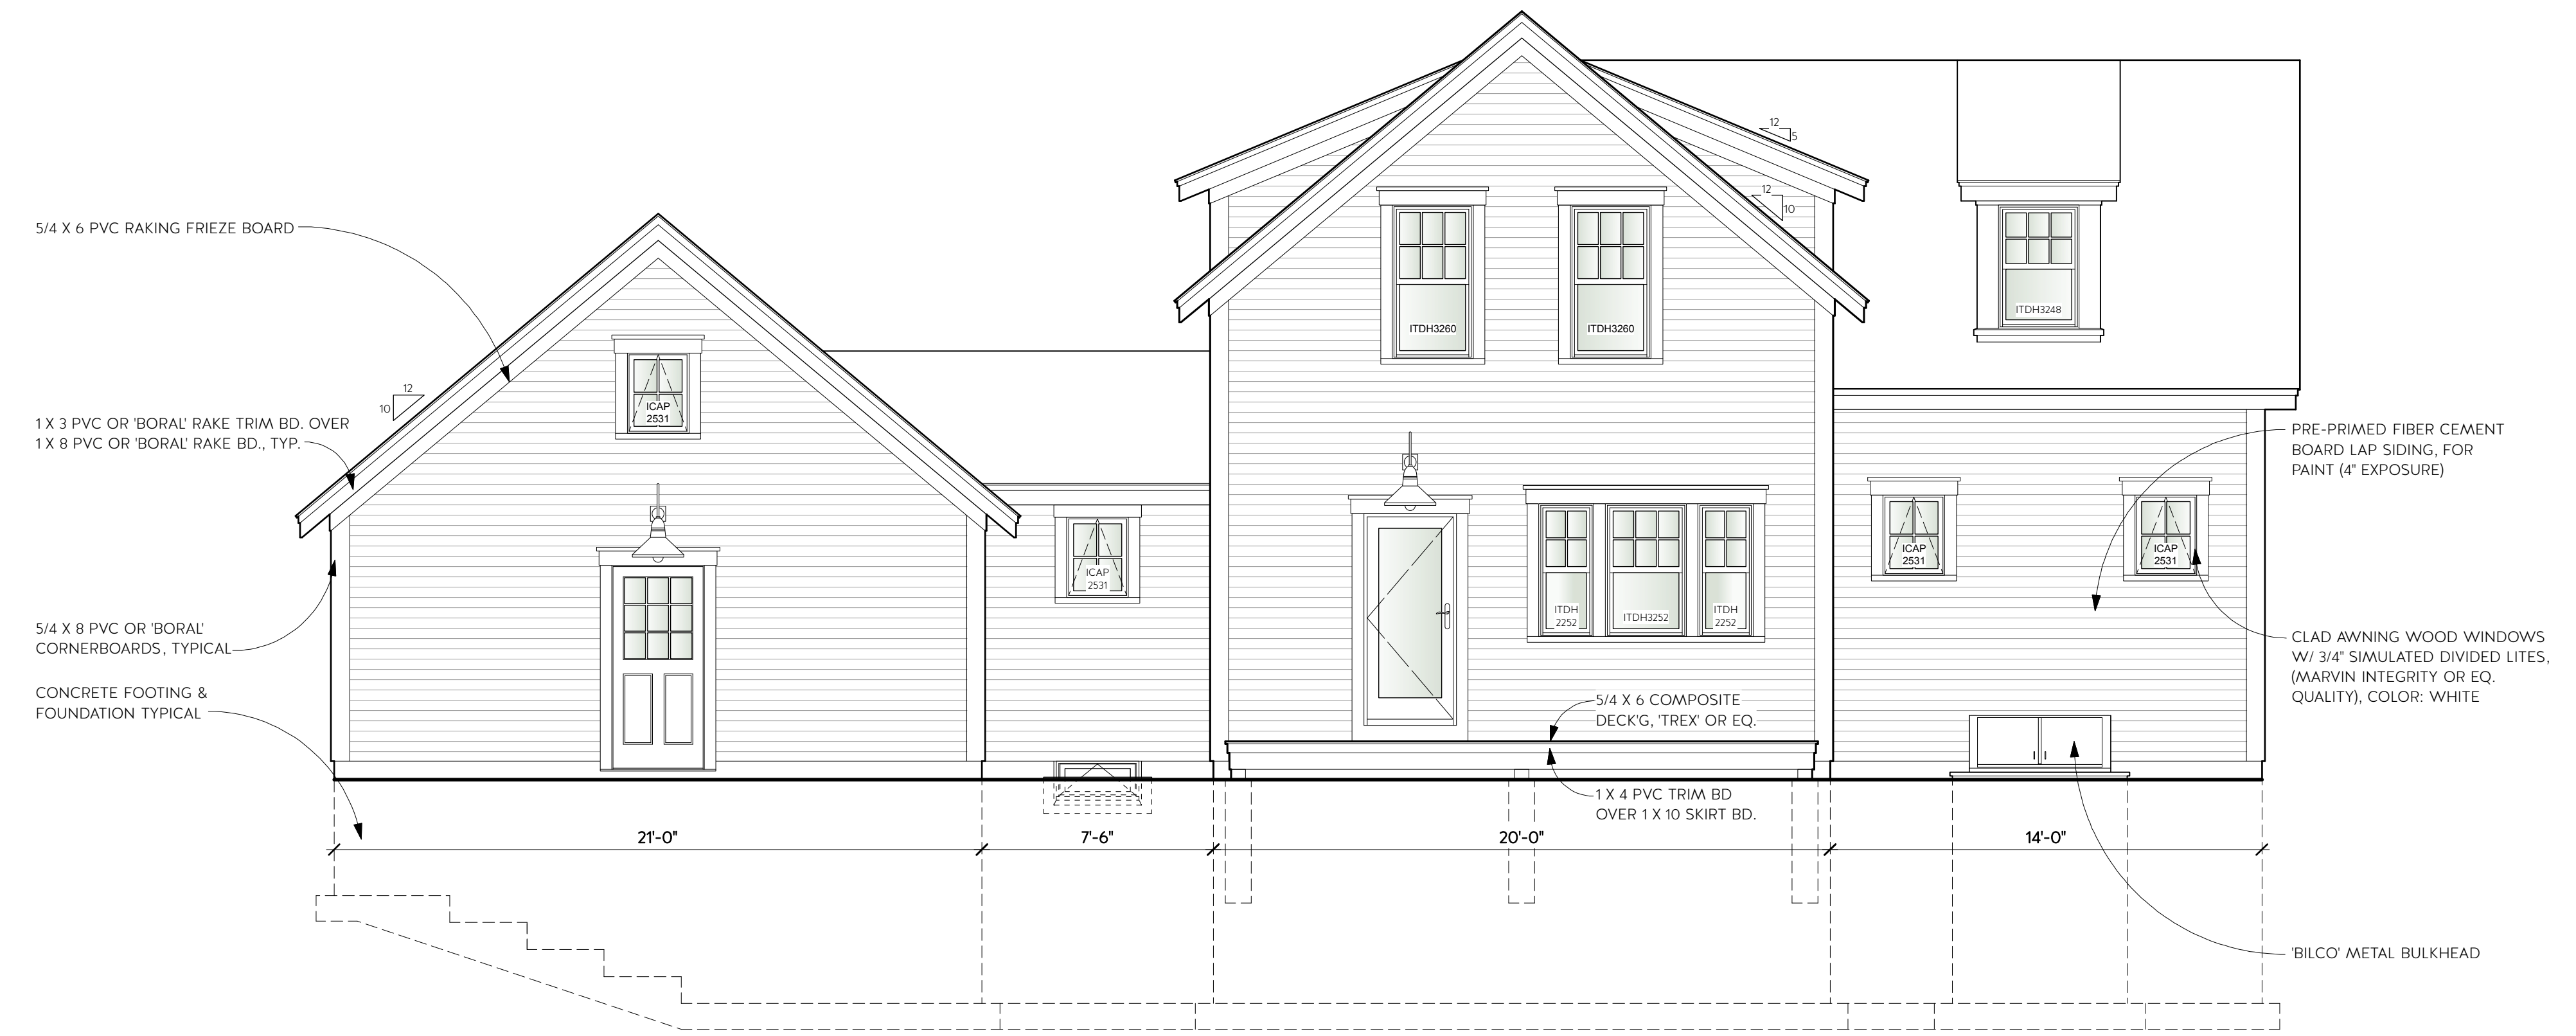 5/4 X 6 PVC RAKING FRIEZE BOARD
12
10
1 X 3 PVC OR 'BORAL' RAKE TRIM BD. OVER
1 X 8 PVC OR 'BORAL' RAKE BD., TYP.
5/4 X 8 PVC OR 'BORAL'
CORNERBOARDS, TYPICAL
CONCRETE FOOTING &
FOUNDATION TYPICAL
ICAP
2531
ICAP
2531
12
5
12
10
ITDH3260
ITDH3260
ITDH3248
ITDH
2252
ITDH3252
ITDH
2252
ICAP
2531
ICAP
2531
5/4 X 6 COMPOSITE
DECK'G, 'TREX' OR EQ.
1 X 4 PVC TRIM BD
OVER 1 X 10 SKIRT BD.
PRE-PRIMED FIBER CEMENT
BOARD LAP SIDING, FOR
PAINT (4" EXPOSURE)
CLAD AWNING WOOD WINDOWS
W/ 3/4" SIMULATED DIVIDED LITES,
(MARVIN INTEGRITY OR EQ.
QUALITY), COLOR: WHITE
'BILCO' METAL BULKHEAD
21'-0"
7'-6"
20'-0"
14'-0"